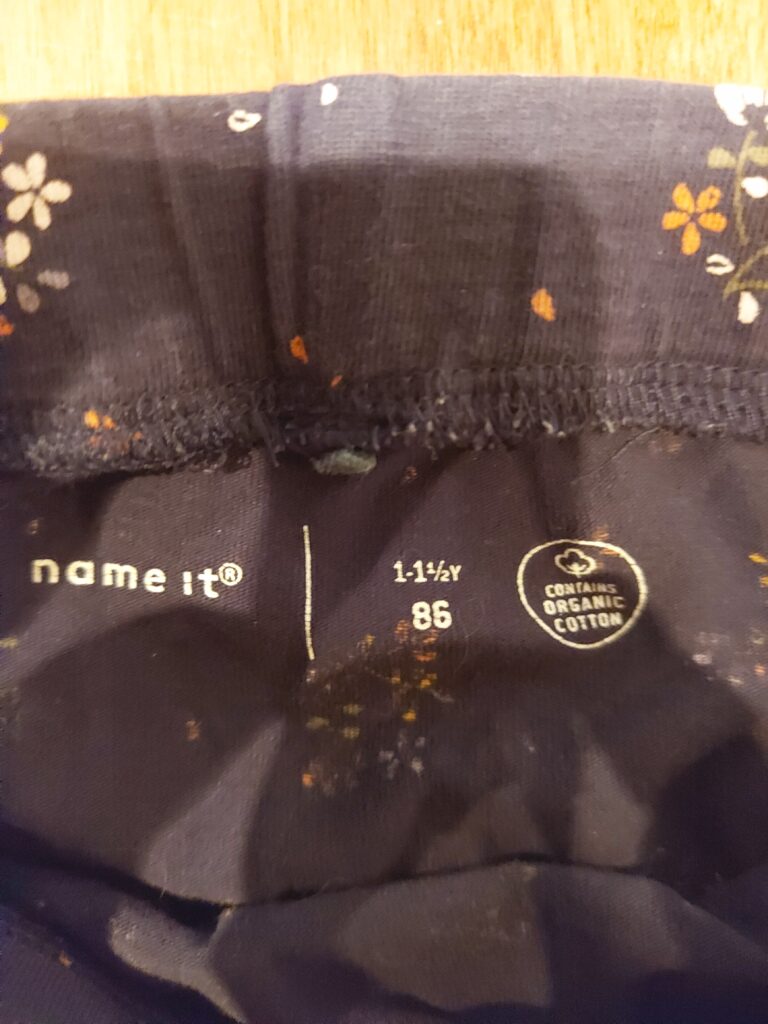 name it®
1-1½Y
86
CONTAINS
ORGANIC
COTTON